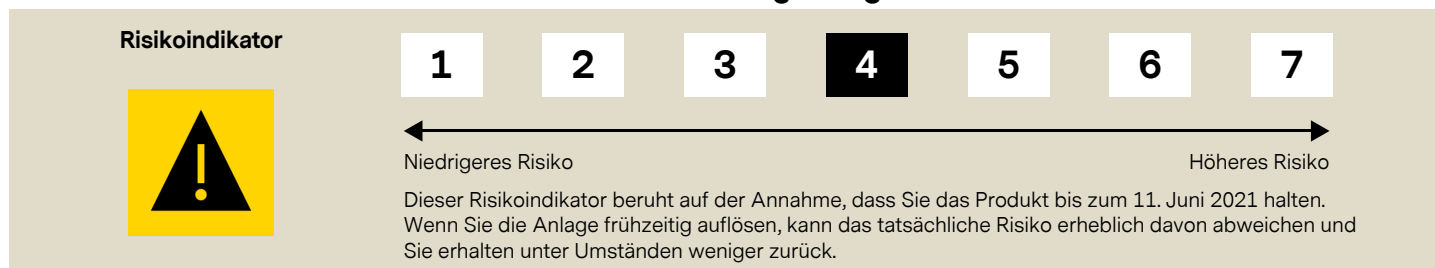 Risikoindikator
1 2 3 4 5 6 7
Niedrigeres Risiko Höheres Risiko
Dieser Risikoindikator beruht auf der Annahme, dass Sie das Produkt bis zum 11. Juni 2021 halten.
Wenn Sie die Anlage frühzeitig auflösen, kann das tatsächliche Risiko erheblich davon abweichen und
Sie erhalten unter Umständen weniger zurück.